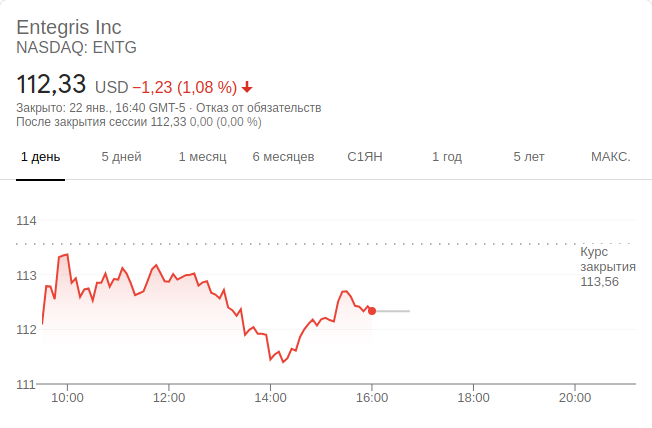 Entegris Inc
NASDAQ: ENTG
112,33 USD −1,23 (1,08 %)
Закрыто: 22 янв., 16:40 GMT-5 · Отказ от обязательств
После закрытия сессии 112,33 0,00 (0,00 %)
1 день 5 дней 1 месяц 6 месяцев С1ЯН 1 год 5 лет МАКС.
114
Курс
закрытия
113,56
113
112
111
10:00 12:00 14:00 16:00 18:00 20:00